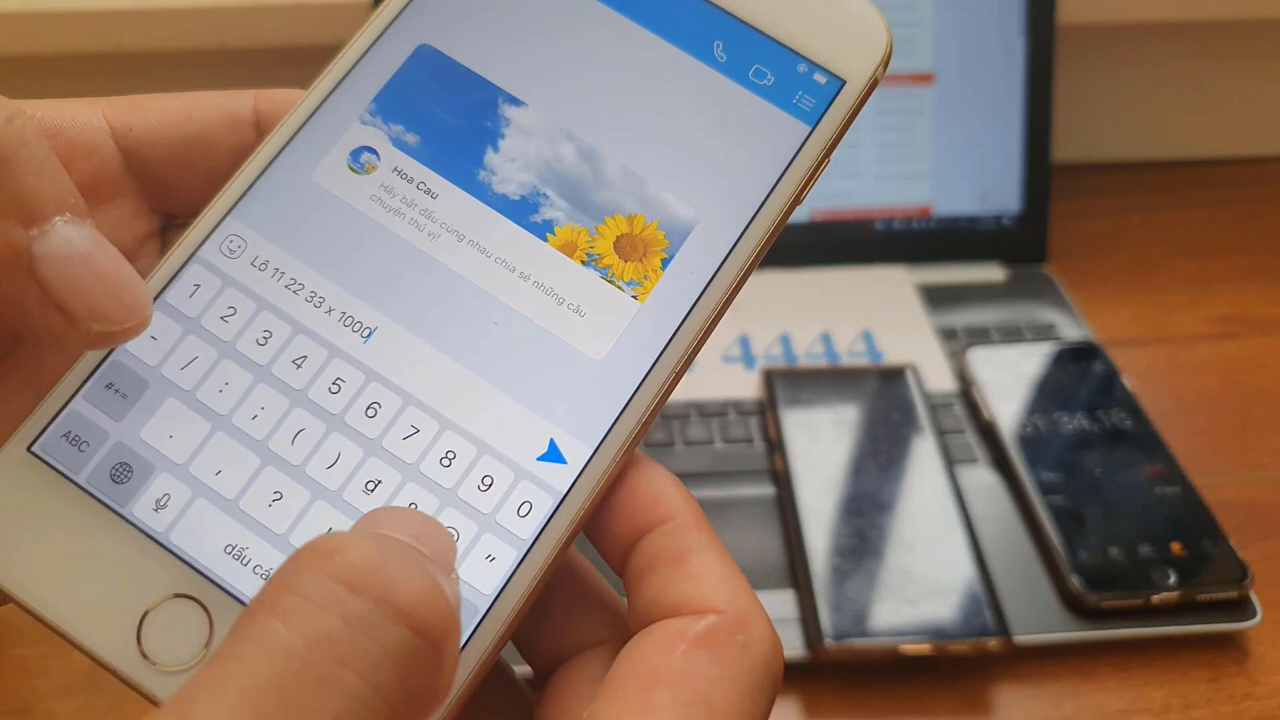 Hoa Cau
Hãy bắt đầu cùng nhau chia sẻ những câu
chuyện thú vị!
Lô 11 22 33 x 1000
1 2 3 4 5 6 7 8 9 0
- / : ; ( ) ₫ "
#+= . , ? !
ABC dấu cá
4444